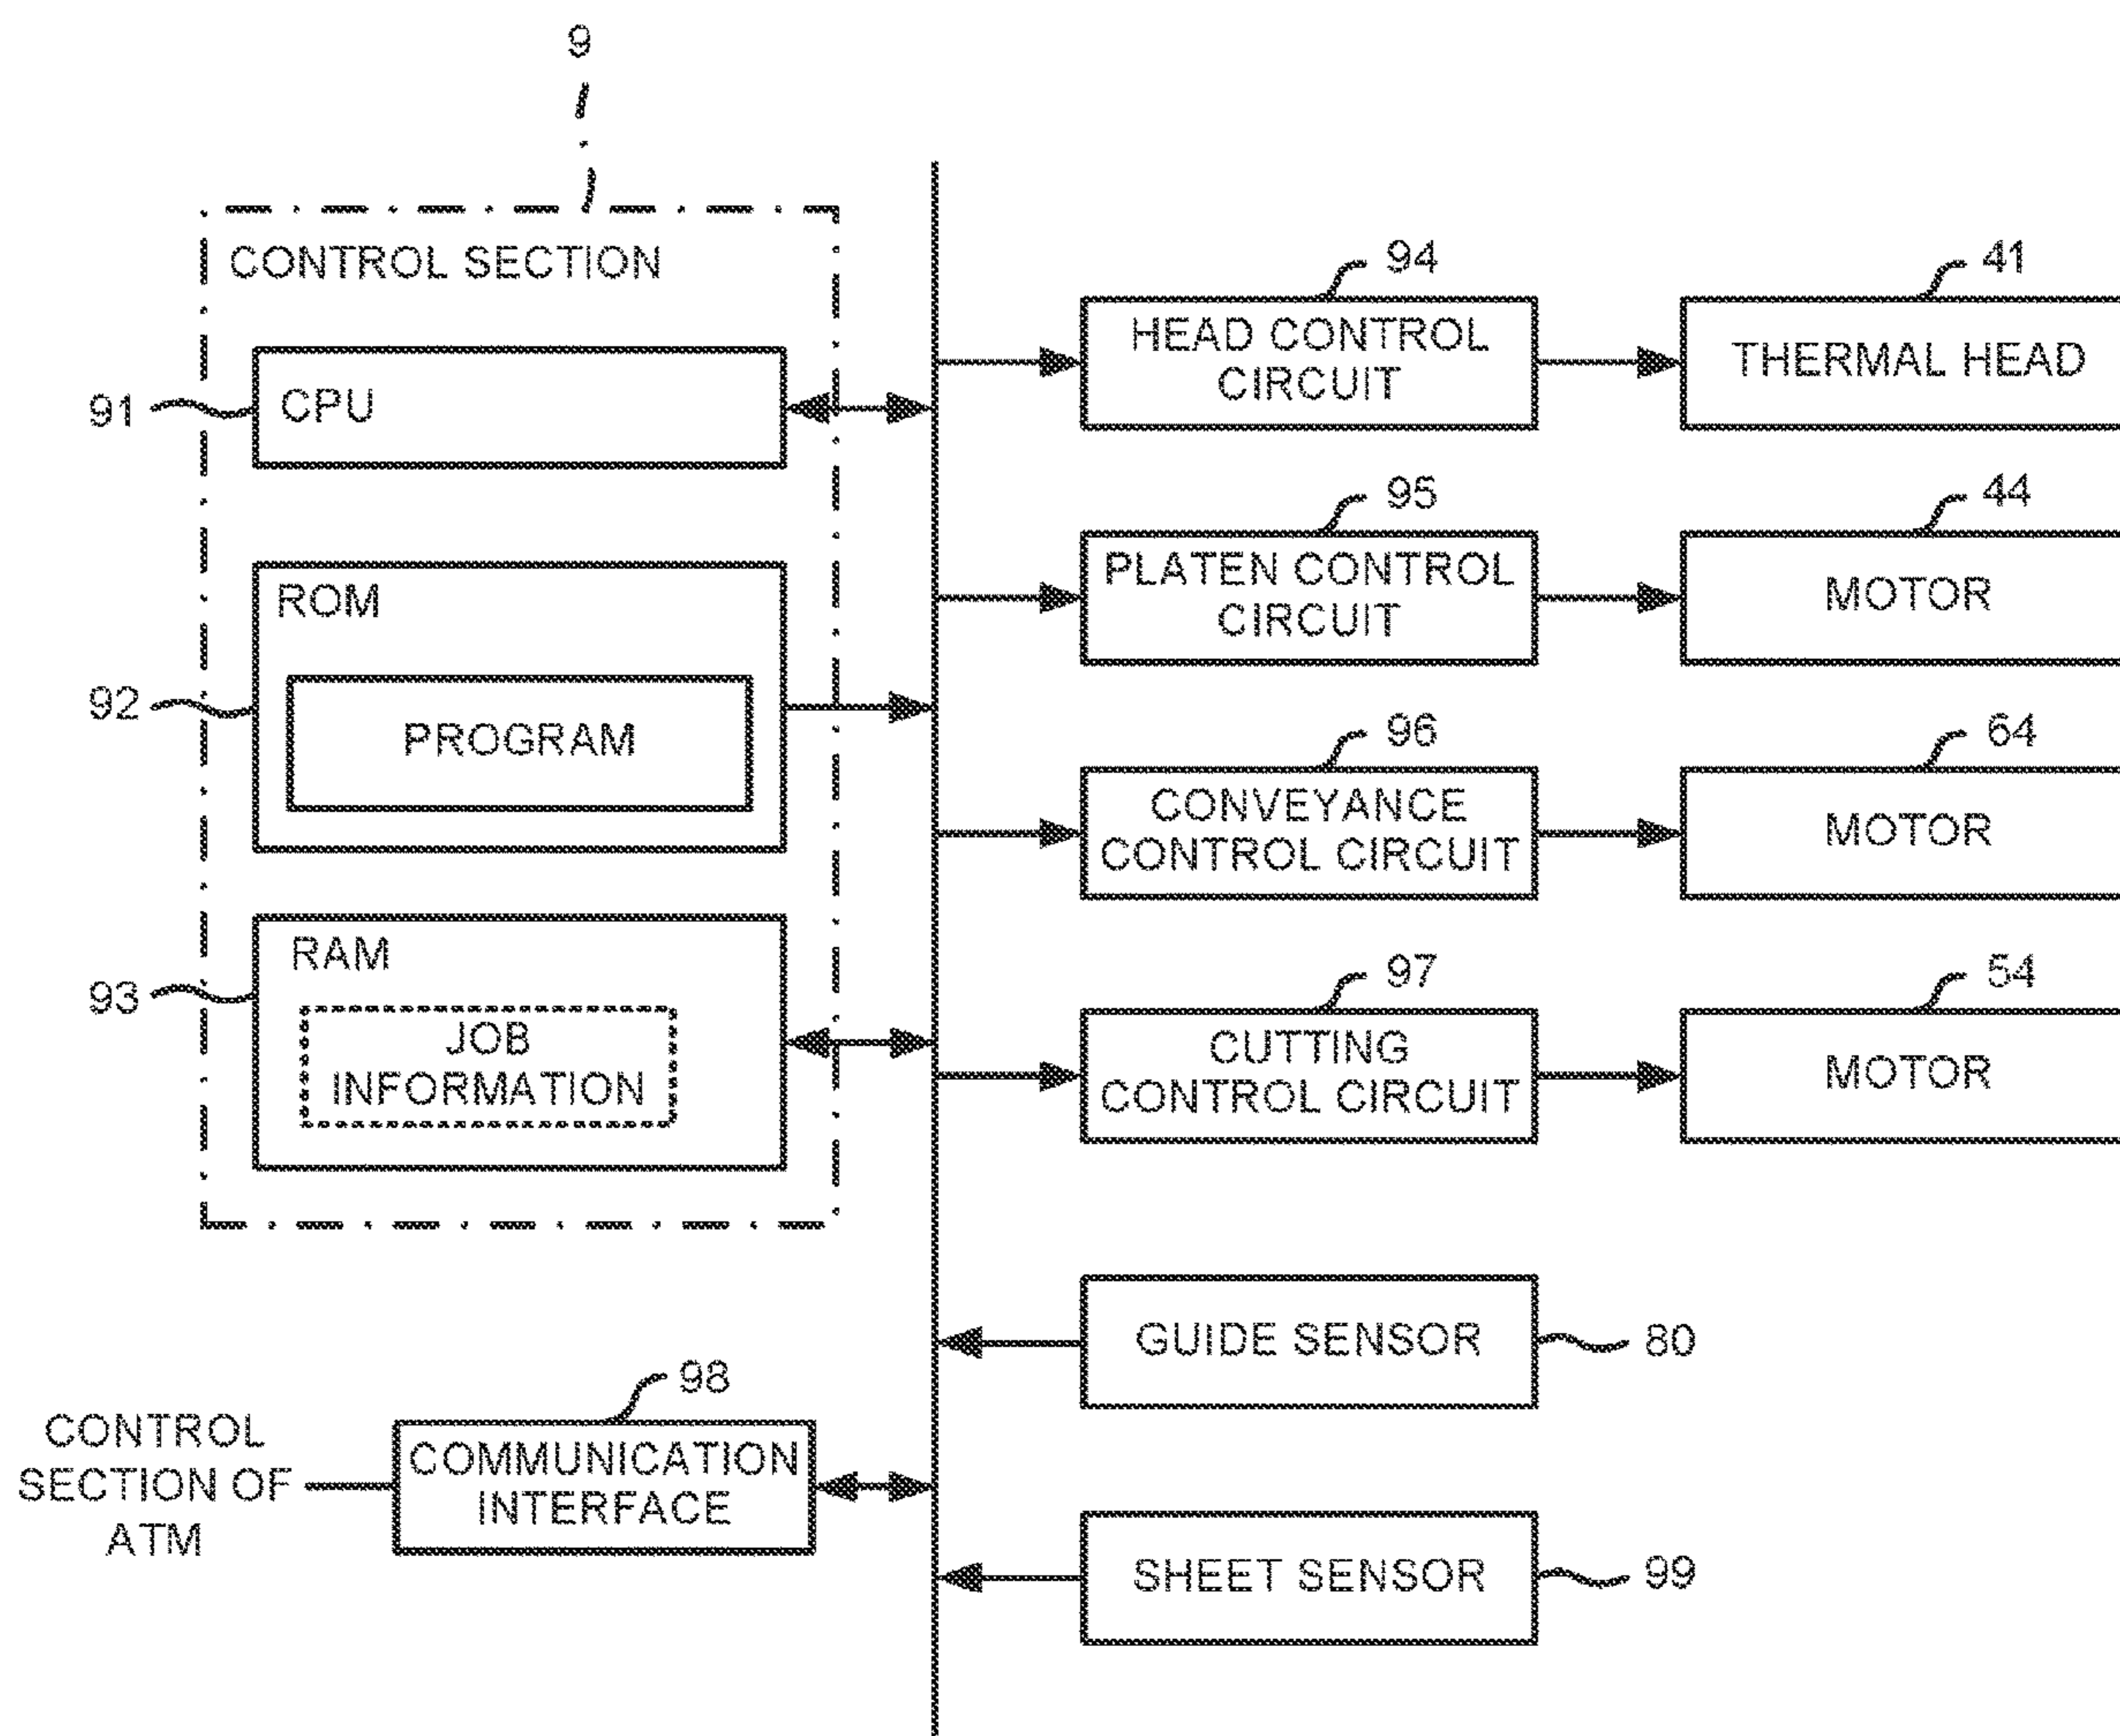 9
CONTROL SECTION
91
CPU
92
ROM
PROGRAM
93
RAM
JOB
INFORMATION
94
HEAD CONTROL
CIRCUIT
41
THERMAL HEAD
95
PLATEN CONTROL
CIRCUIT
44
MOTOR
96
CONVEYANCE
CONTROL CIRCUIT
64
MOTOR
97
CUTTING
CONTROL CIRCUIT
54
MOTOR
GUIDE SENSOR
80
CONTROL
SECTION OF
ATM
98
COMMUNICATION
INTERFACE
SHEET SENSOR
99